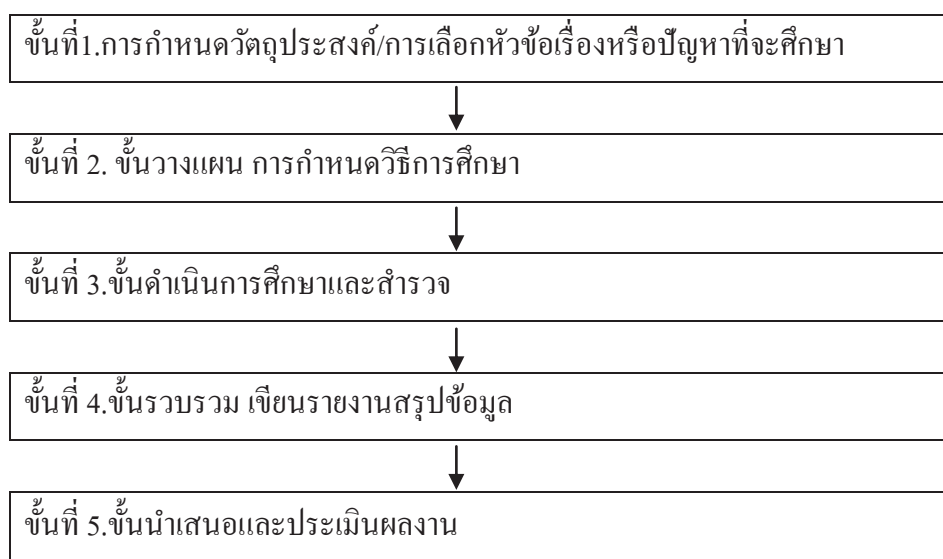 ขั้นที่1.การกำหนดวัตถุประสงค์/การเลือกหัวข้อเรื่องหรือปัญหาที่จะศึกษา
ขั้นที่ 2. ขั้นวางแผน การกำหนดวิธีการศึกษา
ขั้นที่ 3.ขั้นดำเนินการศึกษาและสำรวจ
ขั้นที่ 4.ขั้นรวบรวม เขียนรายงานสรุปข้อมูล
ขั้นที่ 5.ขั้นนำเสนอและประเมินผลงาน